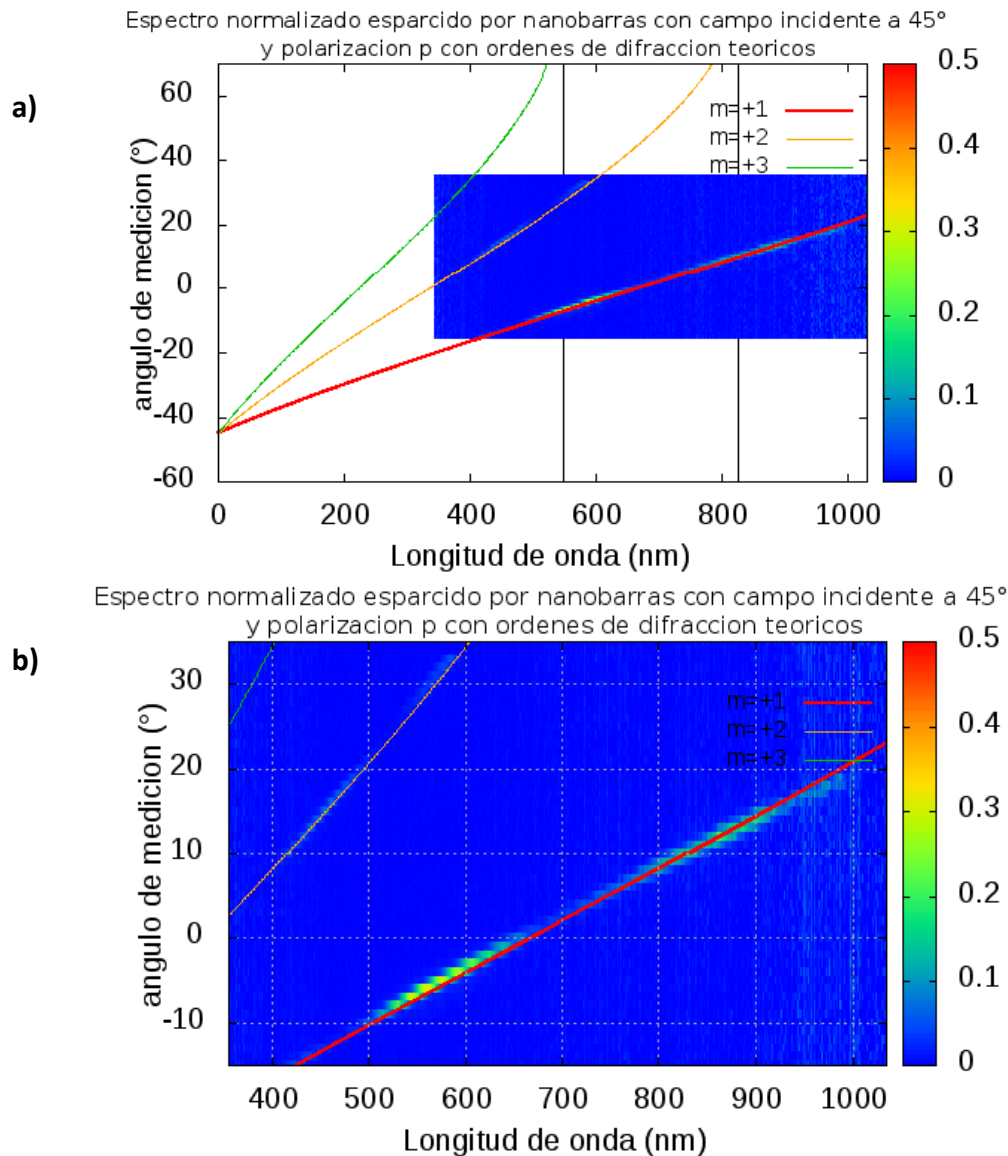 Espectro normalizado esparcido por nanobarras con campo incidente a 45°
y polarizacion p con ordenes de difraccion teoricos
a)
angulo de medicion (°)
60
40
20
0
-20
-40
-60
m=+1
m=+2
m=+3
0.5
0.4
0.3
0.2
0.1
0
0 200 400 600 800 1000
Longitud de onda (nm)
Espectro normalizado esparcido por nanobarras con campo incidente a 45°
y polarizacion p con ordenes de difraccion teoricos
b)
angulo de medicion (°)
30
20
10
0
-10
m=+1
m=+2
m=+3
0.5
0.4
0.3
0.2
0.1
0
400 500 600 700 800 900 1000
Longitud de onda (nm)